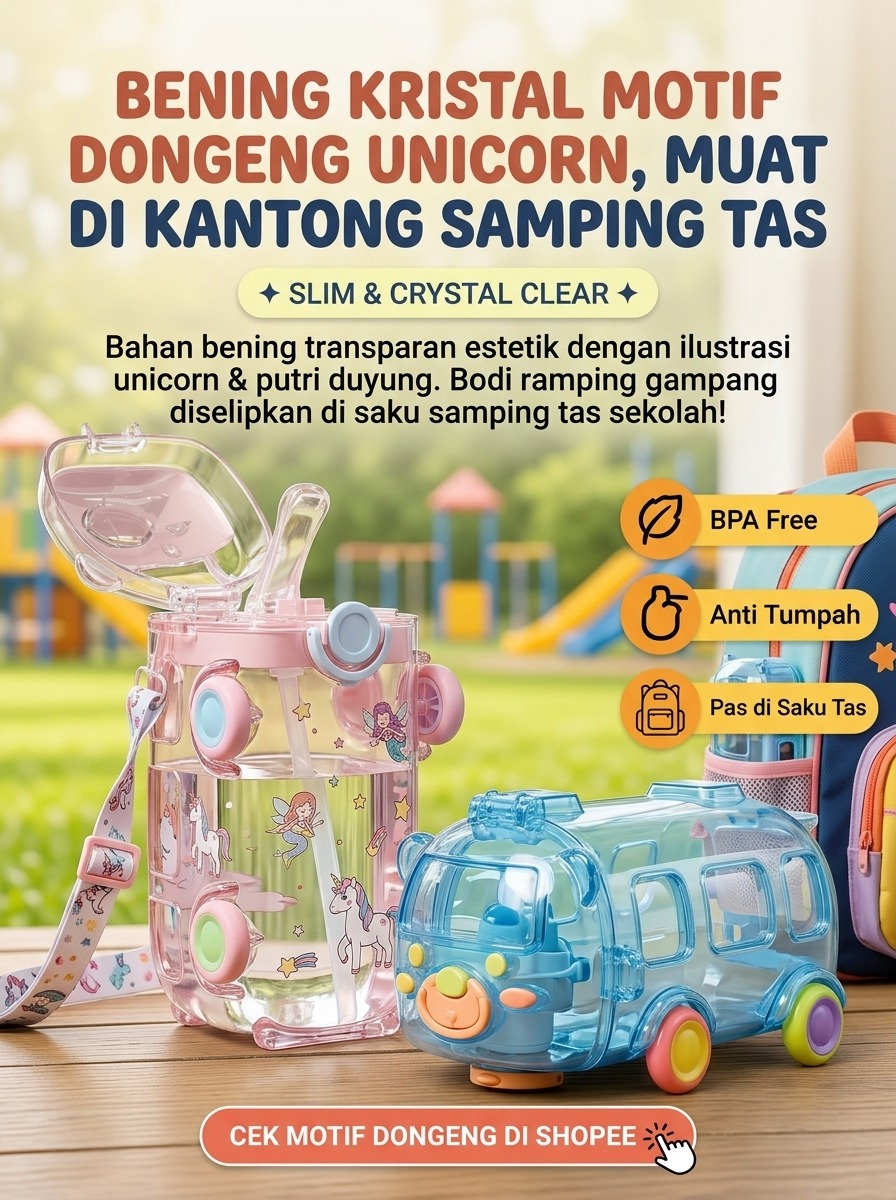 BENING KRISTAL MOTIF
DONGENG UNICORN, MUAT
DI KANTONG SAMPING TAS
✦ SLIM & CRYSTAL CLEAR ✦
Bahan bening transparan estetik dengan ilustrasi
unicorn & putri duyung. Bodi ramping gampang
diselipkan di saku samping tas sekolah!
BPA Free
Anti Tumpah
Pas di Saku Tas
CEK MOTIF DONGENG DI SHOPEE